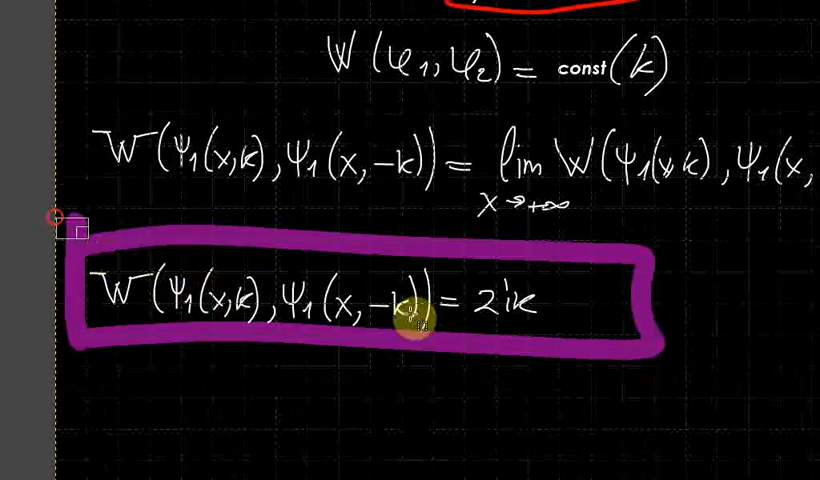 W(φ₁, φ₂) = const(k)
W(Ψ₁(x,k), Ψ₁(x,-k)) = lim W(Ψ₁(x,k), Ψ₁(x,
x→+∞
W(Ψ₁(x,k), Ψ₁(x,-k)) = 2ik